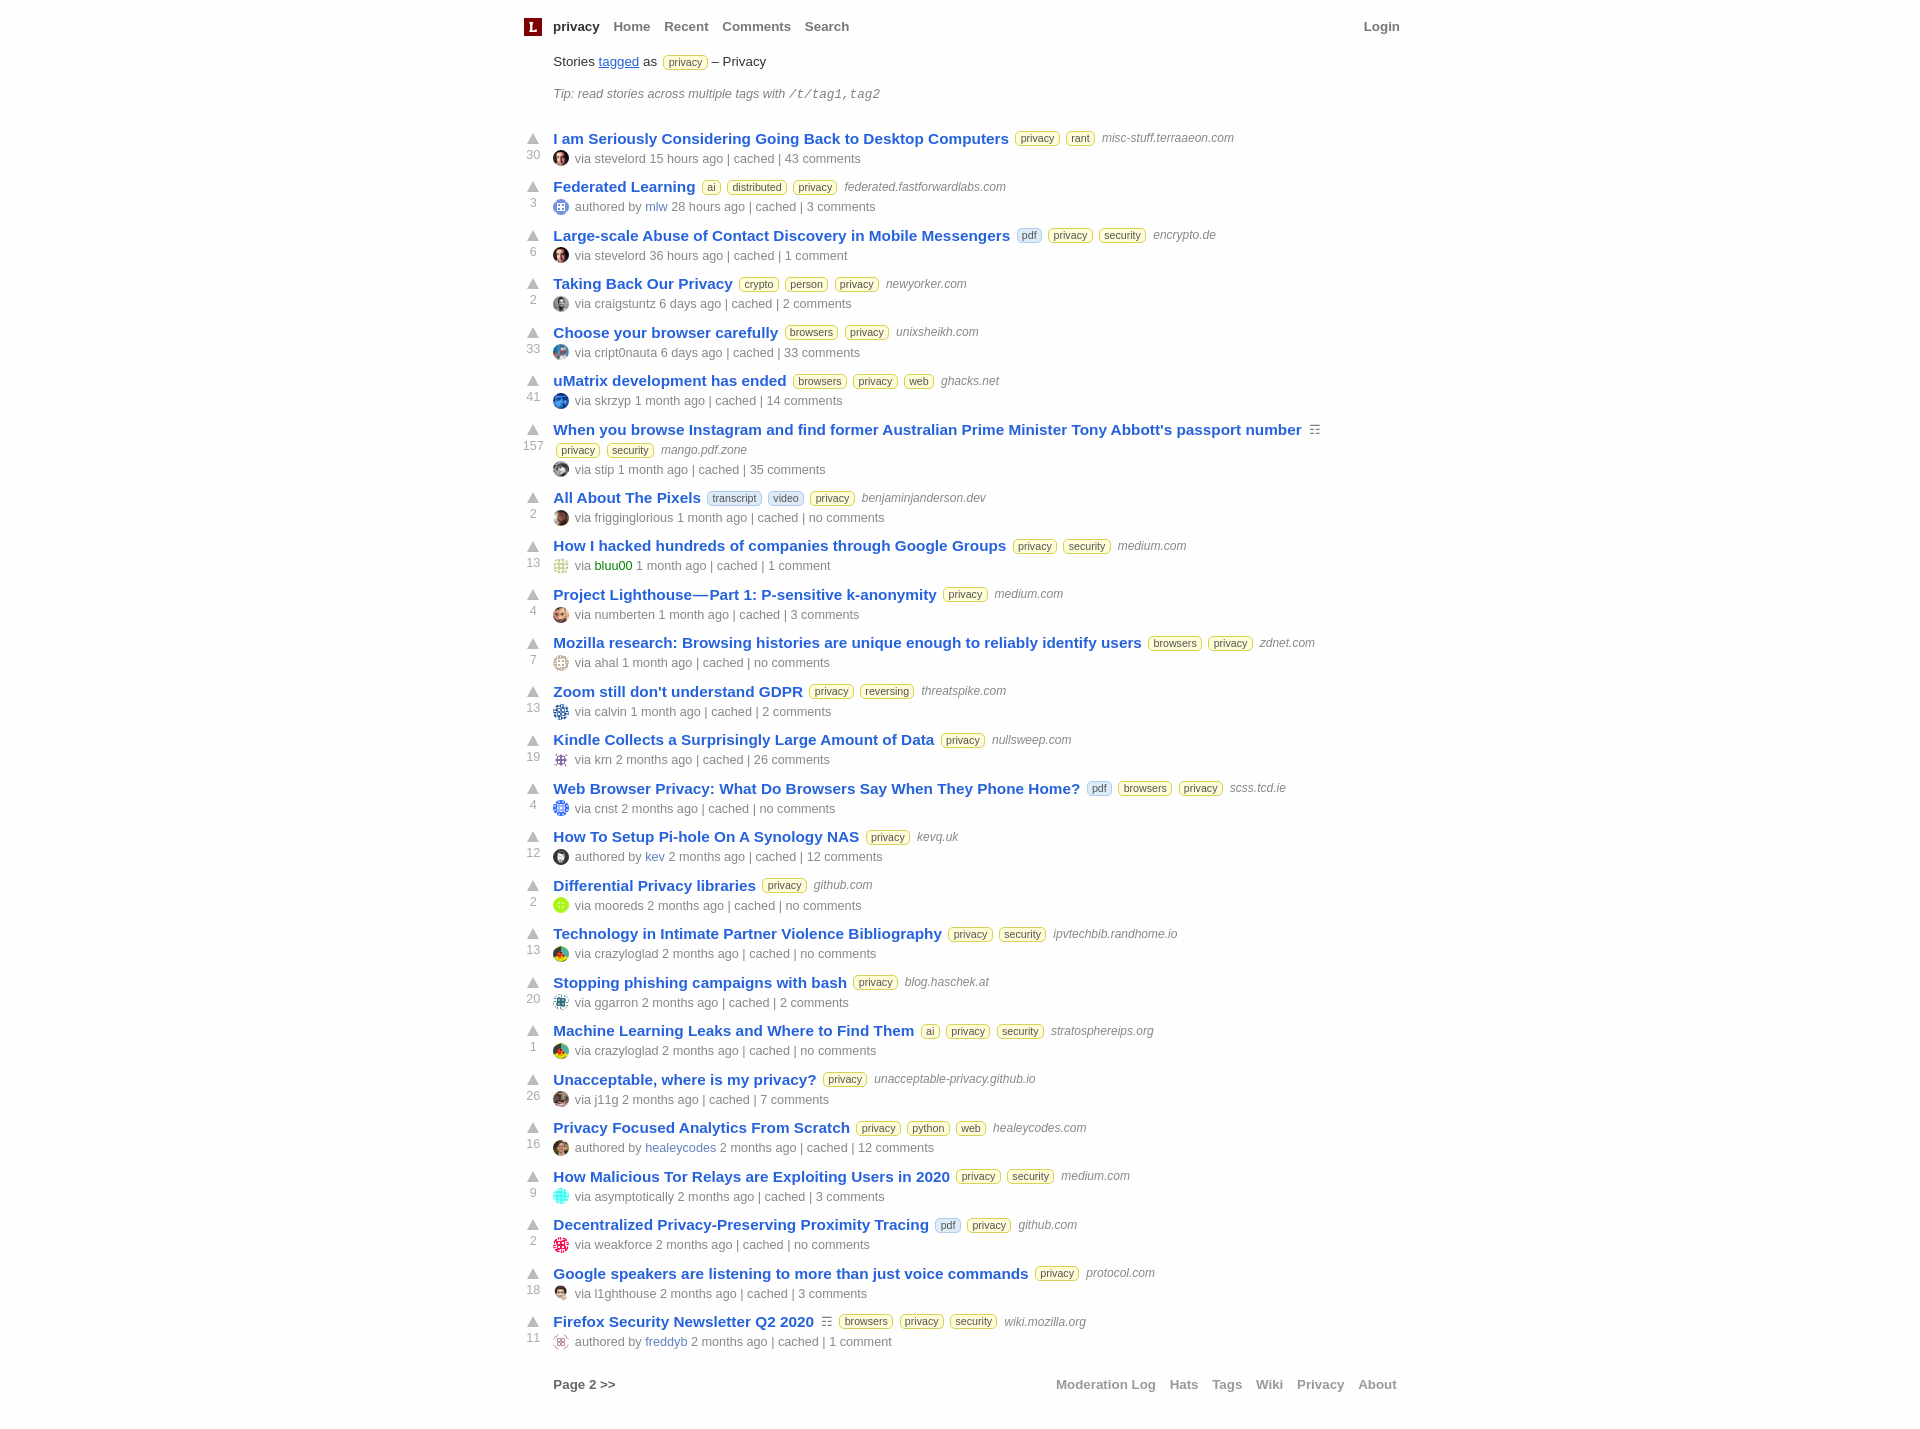 L privacy Home Recent Comments Search Login
Stories tagged as privacy – Privacy
Tip: read stories across multiple tags with /t/tag1,tag2
I am Seriously Considering Going Back to Desktop Computers privacy rant misc-stuff.terraaeon.com
30 via stevelord 15 hours ago | cached | 43 comments
Federated Learning ai distributed privacy federated.fastforwardlabs.com
3 authored by mlw 28 hours ago | cached | 3 comments
Large-scale Abuse of Contact Discovery in Mobile Messengers pdf privacy security encrypto.de
6 via stevelord 36 hours ago | cached | 1 comment
Taking Back Our Privacy crypto person privacy newyorker.com
2 via craigstuntz 6 days ago | cached | 2 comments
Choose your browser carefully browsers privacy unixsheikh.com
33 via cript0nauta 6 days ago | cached | 33 comments
uMatrix development has ended browsers privacy web ghacks.net
41 via skrzyp 1 month ago | cached | 14 comments
When you browse Instagram and find former Australian Prime Minister Tony Abbott's passport number ☶
157 privacy security mango.pdf.zone
via stip 1 month ago | cached | 35 comments
All About The Pixels transcript video privacy benjaminjanderson.dev
2 via frigginglorious 1 month ago | cached | no comments
How I hacked hundreds of companies through Google Groups privacy security medium.com
13 via bluu00 1 month ago | cached | 1 comment
Project Lighthouse — Part 1: P-sensitive k-anonymity privacy medium.com
4 via numberten 1 month ago | cached | 3 comments
Mozilla research: Browsing histories are unique enough to reliably identify users browsers privacy zdnet.com
7 via ahal 1 month ago | cached | no comments
Zoom still don't understand GDPR privacy reversing threatspike.com
13 via calvin 1 month ago | cached | 2 comments
Kindle Collects a Surprisingly Large Amount of Data privacy nullsweep.com
19 via krn 2 months ago | cached | 26 comments
Web Browser Privacy: What Do Browsers Say When They Phone Home? pdf browsers privacy scss.tcd.ie
4 via cnst 2 months ago | cached | no comments
How To Setup Pi-hole On A Synology NAS privacy kevq.uk
12 authored by kev 2 months ago | cached | 12 comments
Differential Privacy libraries privacy github.com
2 via mooreds 2 months ago | cached | no comments
Technology in Intimate Partner Violence Bibliography privacy security ipvtechbib.randhome.io
13 via crazyloglad 2 months ago | cached | no comments
Stopping phishing campaigns with bash privacy blog.haschek.at
20 via ggarron 2 months ago | cached | 2 comments
Machine Learning Leaks and Where to Find Them ai privacy security stratosphereips.org
1 via crazyloglad 2 months ago | cached | no comments
Unacceptable, where is my privacy? privacy unacceptable-privacy.github.io
26 via j11g 2 months ago | cached | 7 comments
Privacy Focused Analytics From Scratch privacy python web healeycodes.com
16 authored by healeycodes 2 months ago | cached | 12 comments
How Malicious Tor Relays are Exploiting Users in 2020 privacy security medium.com
9 via asymptotically 2 months ago | cached | 3 comments
Decentralized Privacy-Preserving Proximity Tracing pdf privacy github.com
2 via weakforce 2 months ago | cached | no comments
Google speakers are listening to more than just voice commands privacy protocol.com
18 via l1ghthouse 2 months ago | cached | 3 comments
Firefox Security Newsletter Q2 2020 ☶ browsers privacy security wiki.mozilla.org
11 authored by freddyb 2 months ago | cached | 1 comment
Page 2 >> Moderation Log Hats Tags Wiki Privacy About